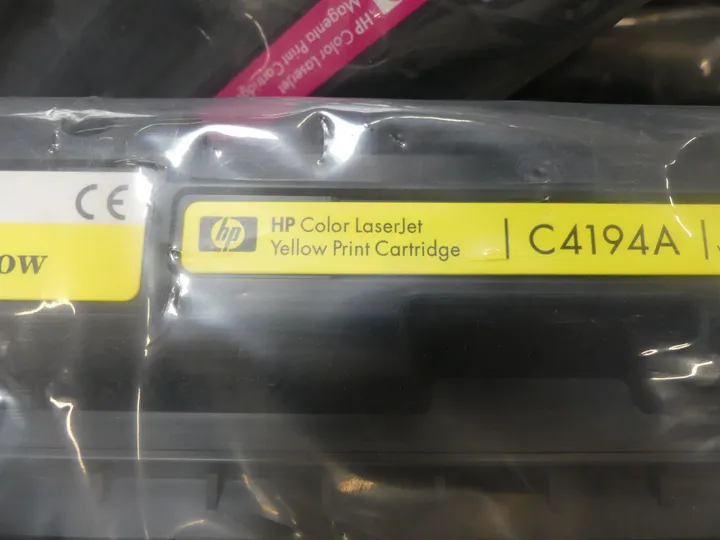 HP Color LaserJet
Magenta Print Cartridge
CE
ow
hp
HP Color LaserJet
Yellow Print Cartridge
C4194A